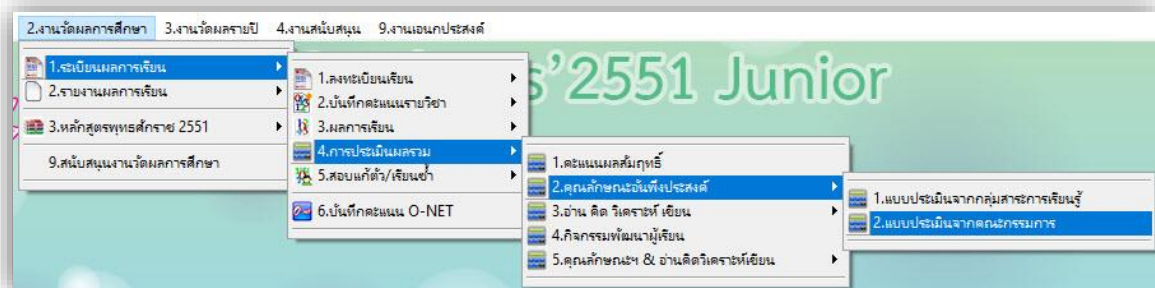 2.งานวัดผลการศึกษา 3.งานวัดผลรายปี 4.งานสนับสนุน 9.งานเอนกประสงค์
s'2551 Junior
1.ระเบียนผลการเรียน
2.รายงานผลการเรียน
3.หลักสูตรพุทธศักราช 2551
9.สนับสนุนงานวัดผลการศึกษา
1.ลงทะเบียนเรียน
2.บันทึกคะแนนรายวิชา
3.ผลการเรียน
4.การประเมินผลรวม
5.สอบแก้ตัว/เรียนซ้ำ
6.บันทึกคะแนน O-NET
1.คะแนนผลสัมฤทธิ์
2.คุณลักษณะอันพึงประสงค์
3.อ่าน คิด วิเคราะห์ เขียน
4.กิจกรรมพัฒนาผู้เรียน
5.คุณลักษณะฯ & อ่านคิดวิเคราะห์เขียน
1.แบบประเมินจากกลุ่มสาระการเรียนรู้
2.แบบประเมินจากคณะกรรมการ